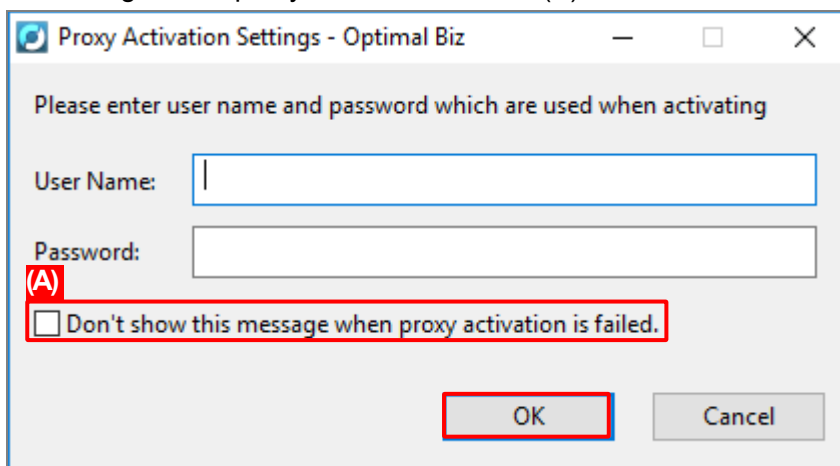 Proxy Activation Settings - Optimal Biz
Please enter user name and password which are used when activating
User Name:
Password:
(A)
Don't show this message when proxy activation is failed.
OK Cancel